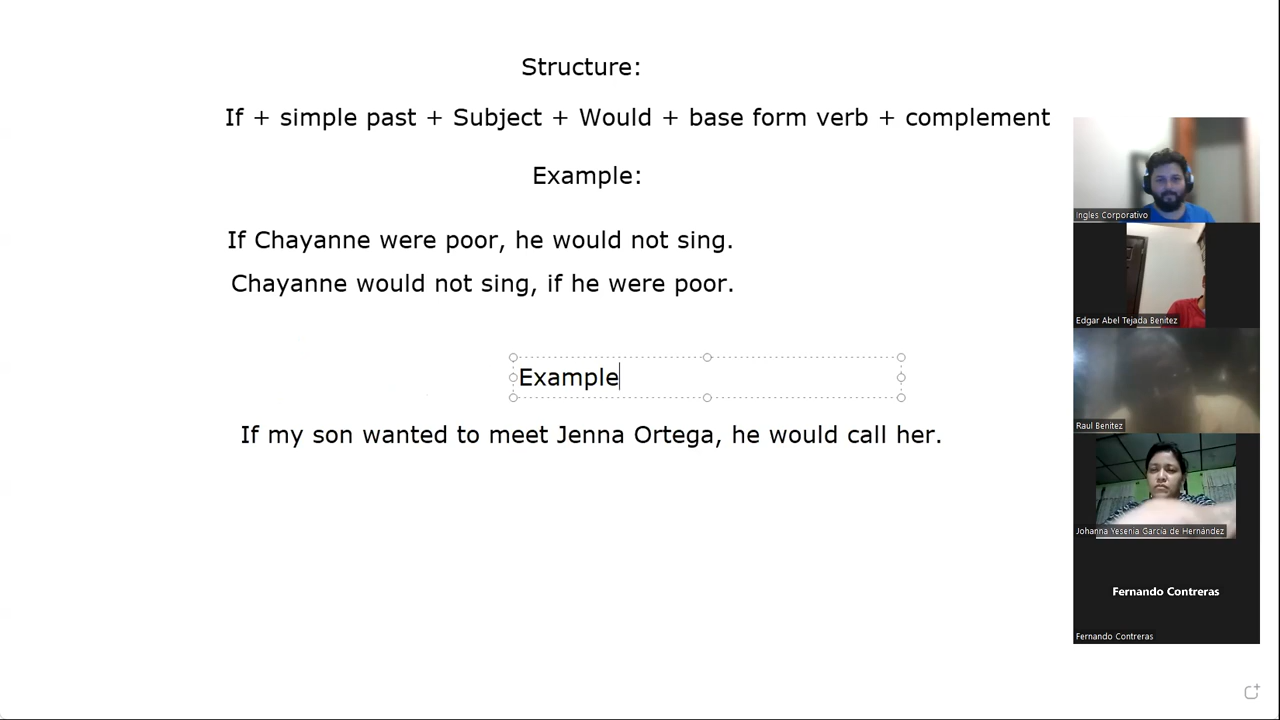 Structure:
If + simple past + Subject + Would + base form verb + complement
Example:
If Chayanne were poor, he would not sing.
Chayanne would not sing, if he were poor.
Example
If my son wanted to meet Jenna Ortega, he would call her.
Ingles Corporativo
Edgar Abel Tejada Benitez
Raul Benitez
Johanna Yesenia Garcia de Hernández
Fernando Contreras
Fernando Contreras